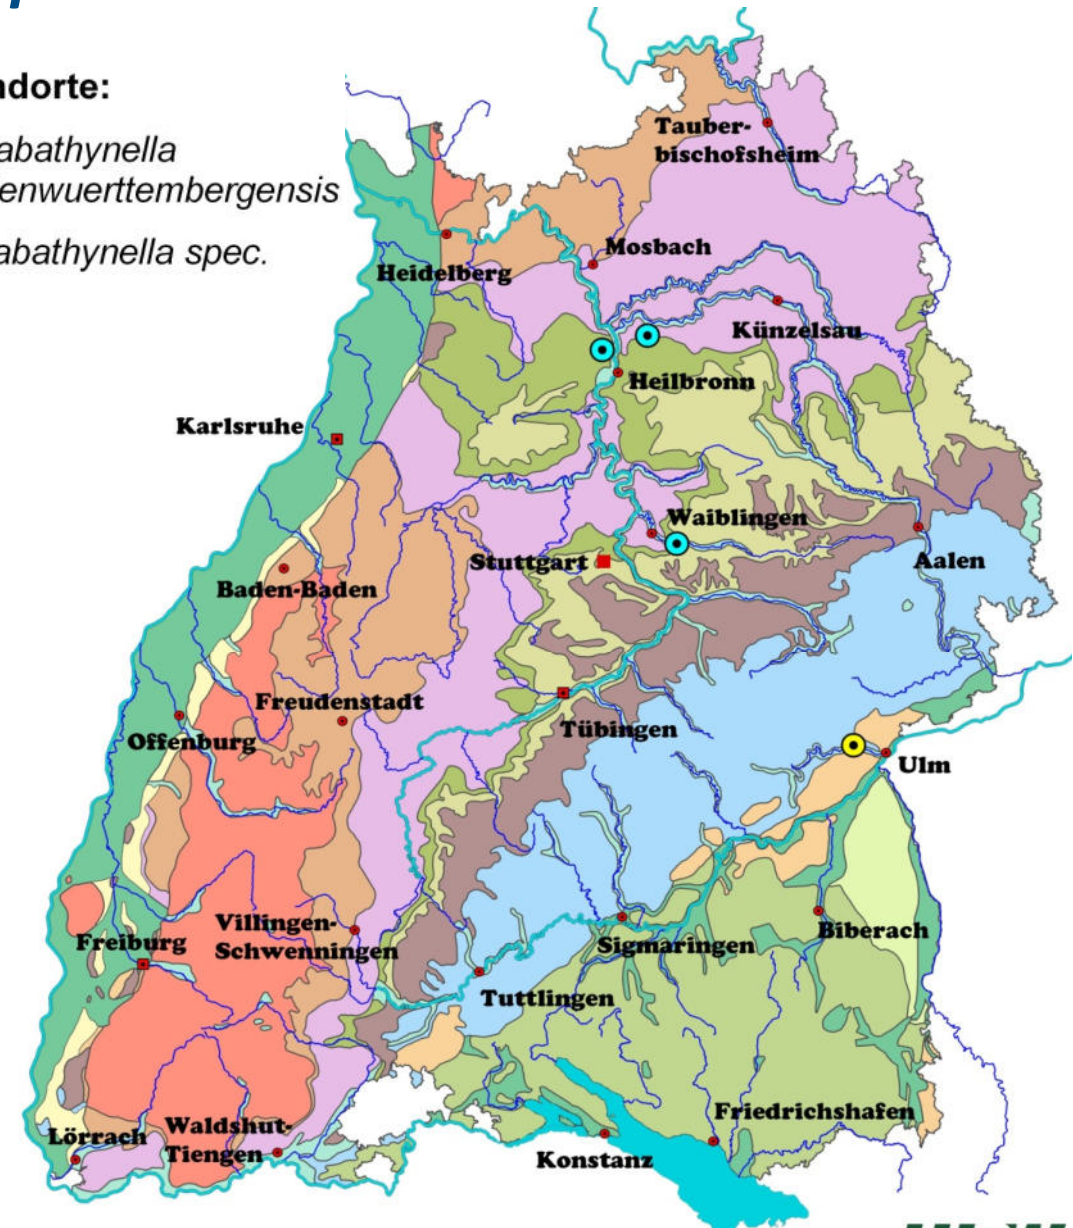 ndorte:
abathynella
enwuerttembergensis
abathynella spec.
Tauber-
bischofsheim
Mosbach
Heidelberg
Künzelsau
Heilbronn
Karlsruhe
Waiblingen
Stuttgart
Aalen
Baden-Baden
Freudenstadt
Offenburg
Tübingen
Ulm
Villingen-
Schwenningen
Freiburg
Sigmaringen
Biberach
Tuttlingen
Friedrichshafen
Lörrach
Waldshut-
Tiengen
Konstanz